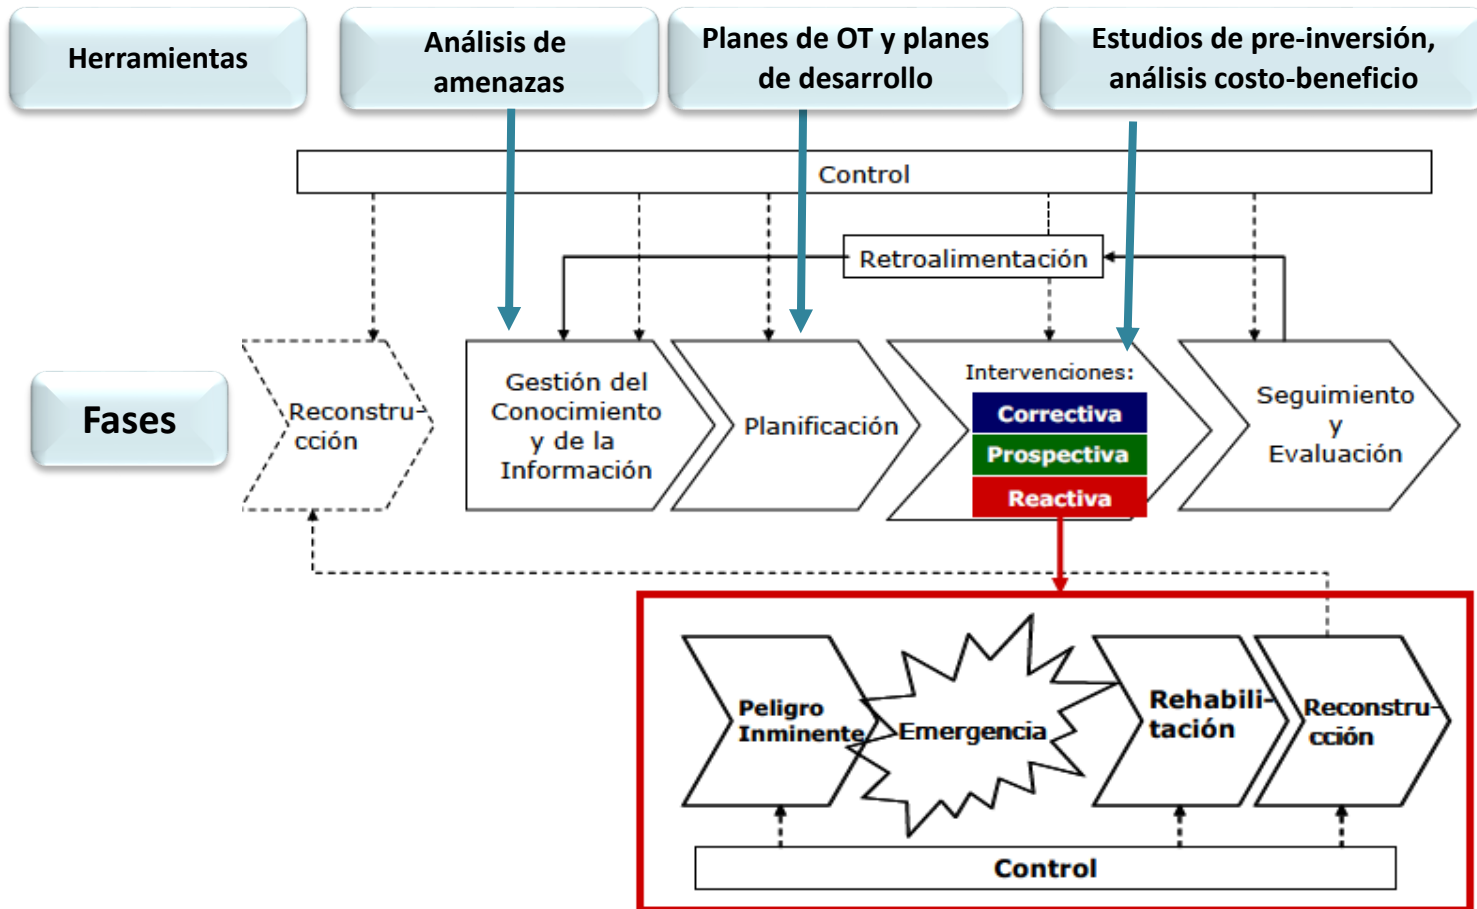 Herramientas
Análisis de
amenazas
Planes de OT y planes
de desarrollo
Estudios de pre-inversión,
análisis costo-beneficio
Control
Retroalimentación
Fases
Reconstru-
cción
Gestión del
Conocimiento
y de la
Información
Planificación
Intervenciones:
Correctiva
Prospectiva
Reactiva
Seguimiento
y
Evaluación
Peligro
Inminente
Emergencia
Rehabili-
tación
Reconstru-
cción
Control